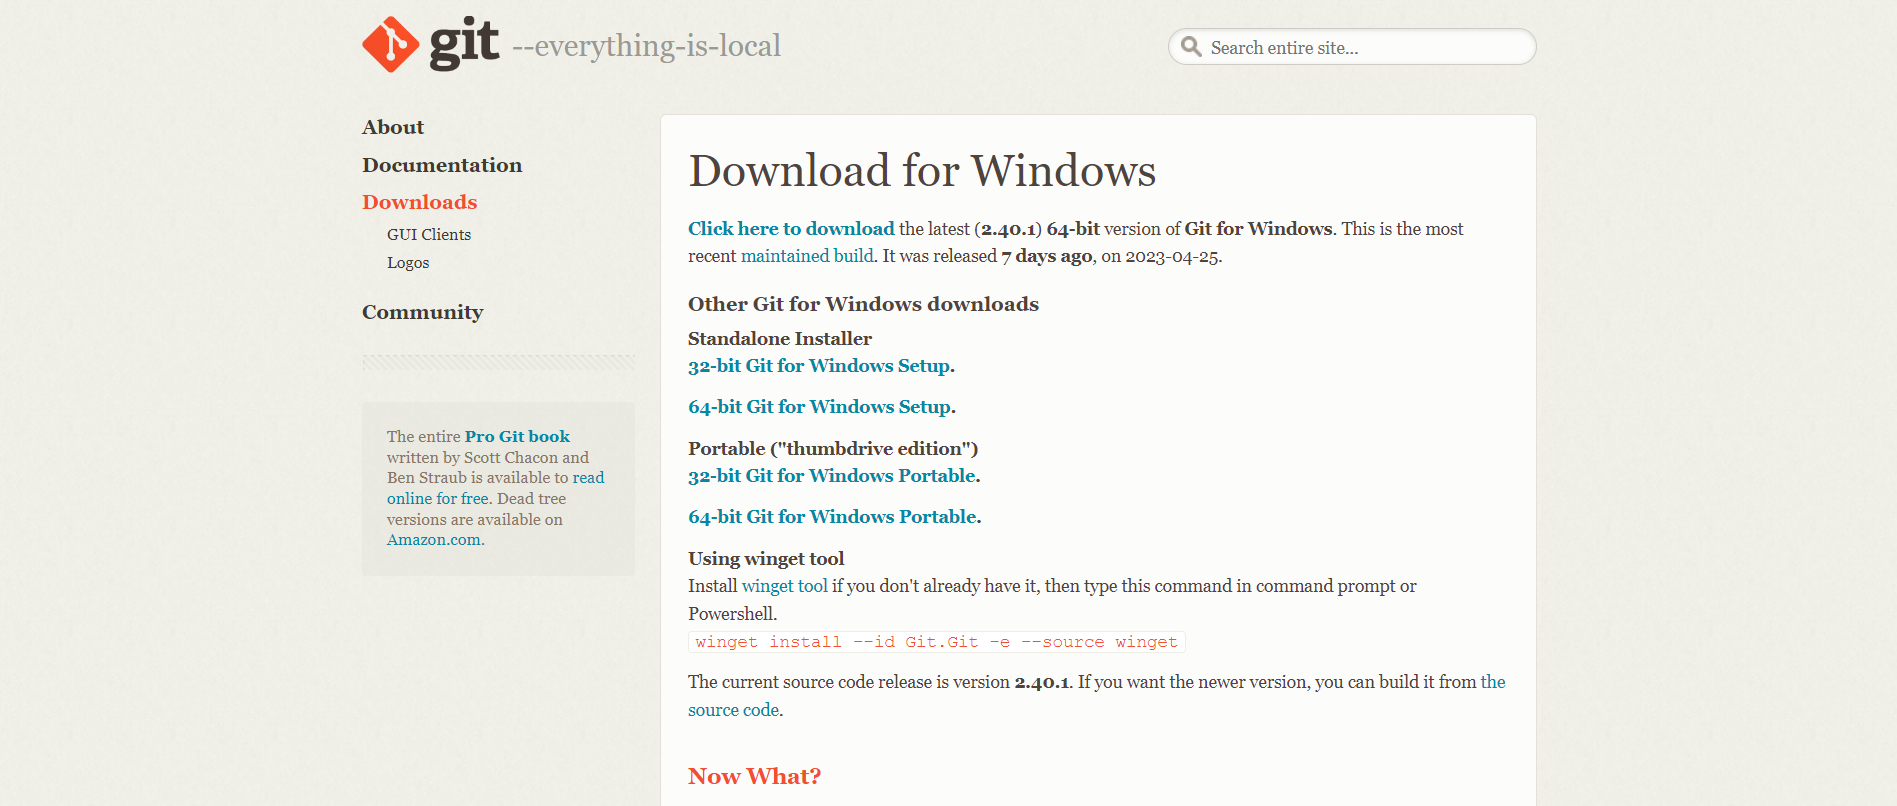 git --everything-is-local
Search entire site...
About
Documentation
Downloads
GUI Clients
Logos
Community
The entire Pro Git book
written by Scott Chacon and
Ben Straub is available to read
online for free. Dead tree
versions are available on
Amazon.com.
Download for Windows
Click here to download the latest (2.40.1) 64-bit version of Git for Windows. This is the most
recent maintained build. It was released 7 days ago, on 2023-04-25.
Other Git for Windows downloads
Standalone Installer
32-bit Git for Windows Setup.
64-bit Git for Windows Setup.
Portable ("thumbdrive edition")
32-bit Git for Windows Portable.
64-bit Git for Windows Portable.
Using winget tool
Install winget tool if you don't already have it, then type this command in command prompt or
Powershell.
winget install --id Git.Git -e --source winget
The current source code release is version 2.40.1. If you want the newer version, you can build it from the
source code.
Now What?